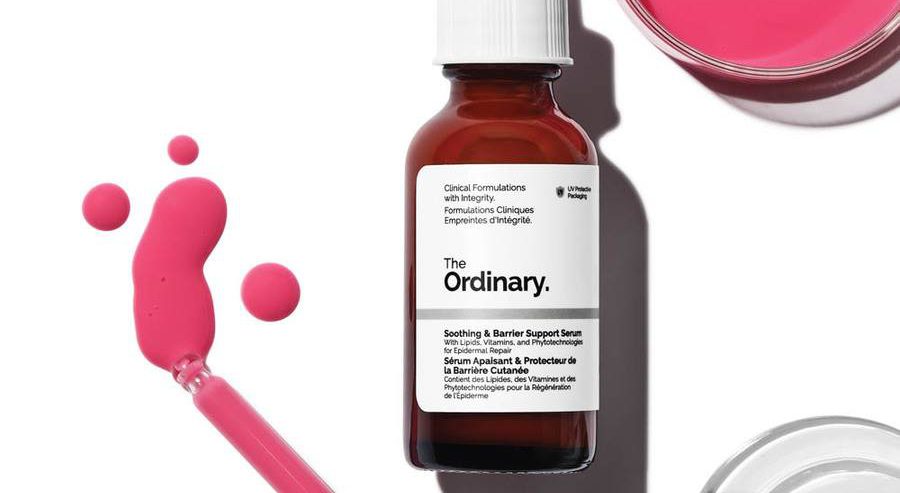 Clinical Formulations
with Integrity.
Formulations Cliniques
Empreintes d'Intégrité.
UV Protective
Packaging
The
Ordinary.
Soothing & Barrier Support Serum
With Lipids, Vitamins, and Phytotechnologies
for Epidermal Repair
Sérum Apaisant & Protecteur de
la Barrière Cutanée
Contient des Lipides, des Vitamines et des
Phytotechnologies pour la Régénération
de l'Épiderme